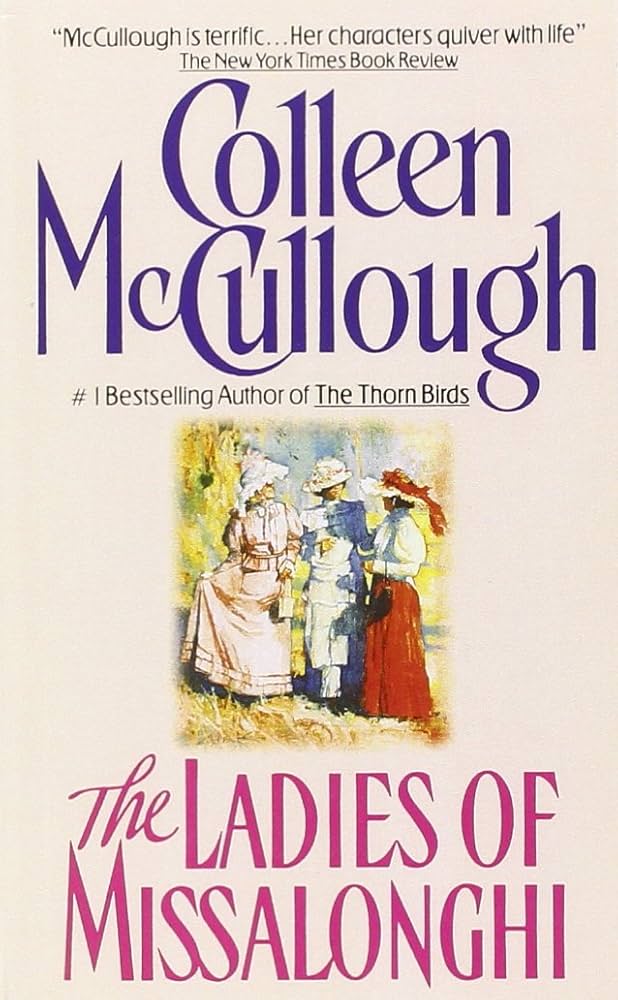 “McCullough is terrific...Her characters quiver with life”
The New York Times Book Review
Colleen
McCullough
# 1 Bestselling Author of The Thorn Birds
The LADIES OF
MISSALONGHI